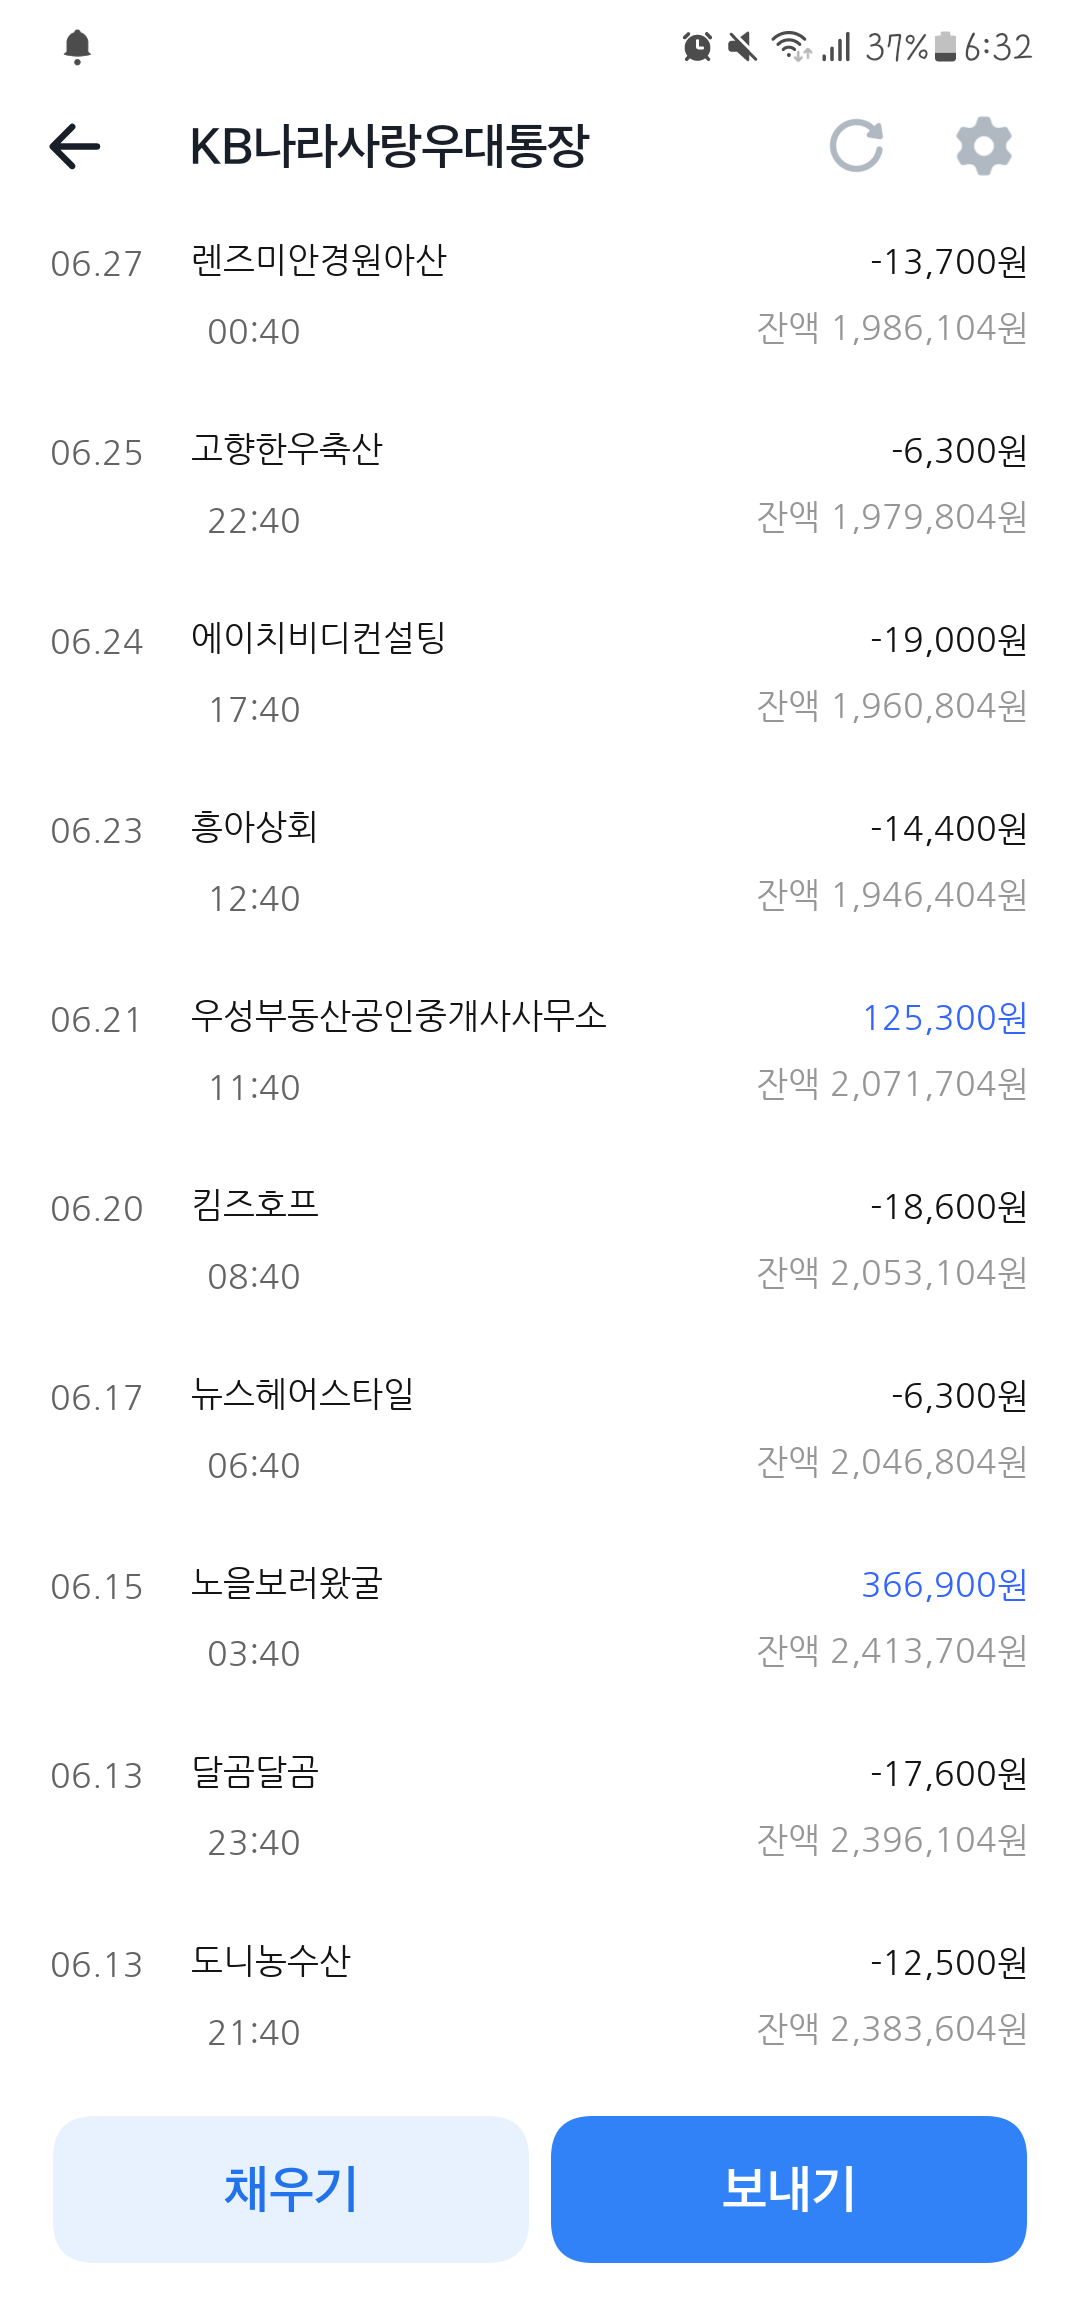 37% 6:32
KB나라사랑우대통장
06.27 렌즈미안경원아산 -13,700원
00:40 잔액 1,986,104원
06.25 고향한우축산 -6,300원
22:40 잔액 1,979,804원
06.24 에이치비디컨설팅 -19,000원
17:40 잔액 1,960,804원
06.23 흥아상회 -14,400원
12:40 잔액 1,946,404원
06.21 우성부동산공인중개사사무소 125,300원
11:40 잔액 2,071,704원
06.20 킴즈호프 -18,600원
08:40 잔액 2,053,104원
06.17 뉴스헤어스타일 -6,300원
06:40 잔액 2,046,804원
06.15 노을보러왔굴 366,900원
03:40 잔액 2,413,704원
06.13 달곰달곰 -17,600원
23:40 잔액 2,396,104원
06.13 도니농수산 -12,500원
21:40 잔액 2,383,604원
채우기 보내기